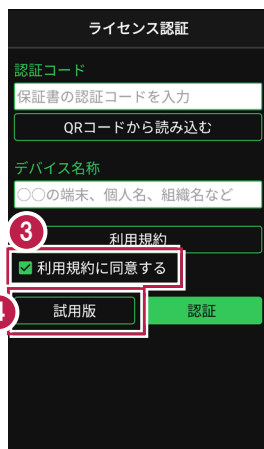 ライセンス認証
認証コード
保証書の認証コードを入力
QRコードから読み込む
デバイス名称
○○の端末、個人名、組織名など
3
利用規約
利用規約に同意する
4
試用版
認証